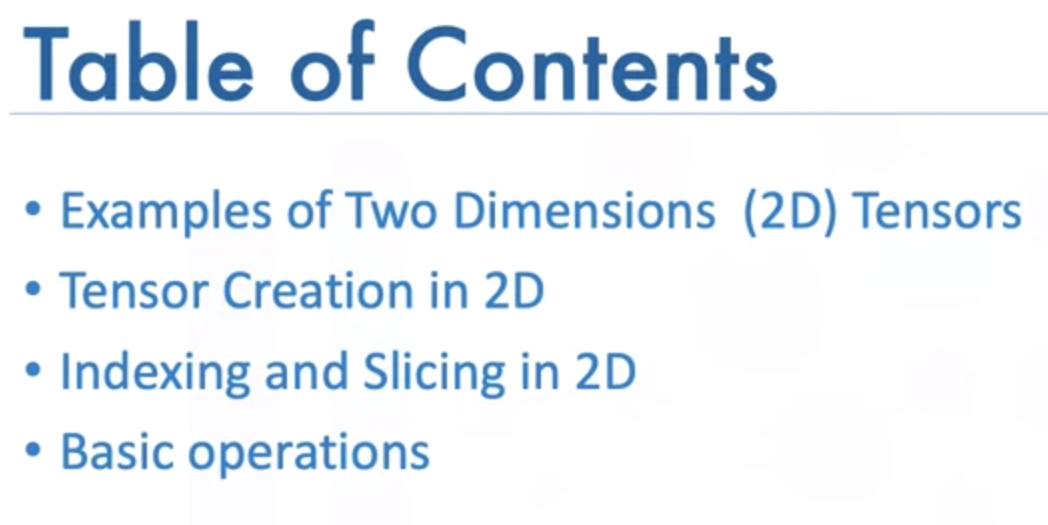 Table of Contents
• Examples of Two Dimensions (2D) Tensors
• Tensor Creation in 2D
• Indexing and Slicing in 2D
• Basic operations